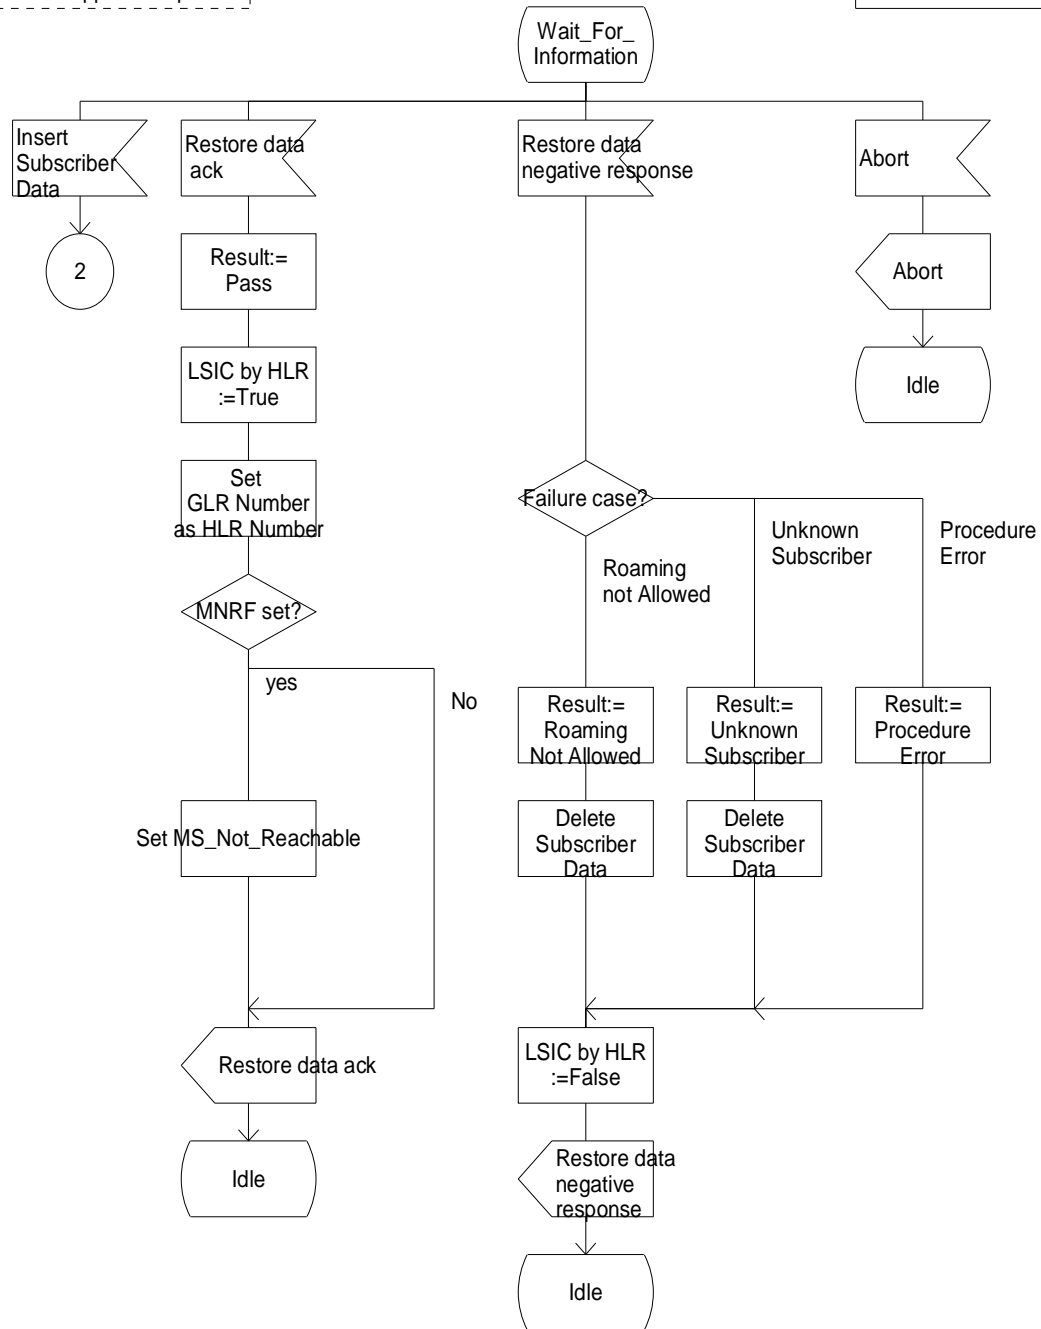 Wait_For_
Information
Insert
Subscriber
Data
Restore data
ack
Restore data
negative response
Abort
2
Result:=
Pass
Abort
LSIC by HLR
:=True
Idle
Set
GLR Number
as HLR Number
Failure case?
Unknown
Subscriber
Procedure
Error
Roaming
not Allowed
MNRF set?
yes
No
Result:=
Roaming
Not Allowed
Result:=
Unknown
Subscriber
Result:=
Procedure
Error
Set MS_Not_Reachable
Delete
Subscriber
Data
Delete
Subscriber
Data
Restore data ack
LSIC by HLR
:=False
Idle
Restore data
negative
response
Idle